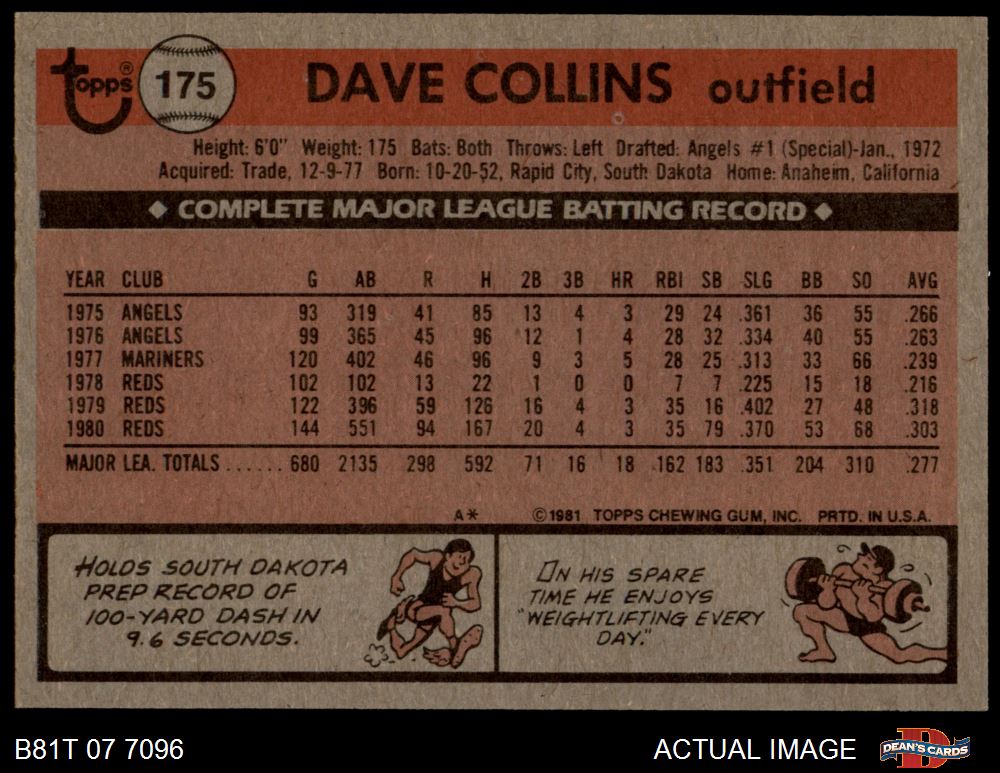 topps® 175 DAVE COLLINS outfield
Height: 6'0" Weight: 175 Bats: Both Throws: Left Drafted: Angels #1 (Special)-Jan., 1972
Acquired: Trade, 12-9-77 Born: 10-20-52, Rapid City, South Dakota Home: Anaheim, California
◆ COMPLETE MAJOR LEAGUE BATTING RECORD ◆
YEAR CLUB G AB R H 2B 3B HR RBI SB SLG BB SO AVG
1975 ANGELS 93 319 41 85 13 4 3 29 24 .361 36 55 .266
1976 ANGELS 99 365 45 96 12 1 4 28 32 .334 40 55 .263
1977 MARINERS 120 402 46 96 9 3 5 28 25 .313 33 66 .239
1978 REDS 102 102 13 22 1 0 0 7 7 .225 15 18 .216
1979 REDS 122 396 59 126 16 4 3 35 16 .402 27 48 .318
1980 REDS 144 551 94 167 20 4 3 35 79 .370 53 68 .303
MAJOR LEA. TOTALS ...... 680 2135 298 592 71 16 18 162 183 .351 204 310 .277
A* ©1981 TOPPS CHEWING GUM, INC. PRTD. IN U.S.A.
HOLDS SOUTH DAKOTA
PREP RECORD OF
100-YARD DASH IN
9.6 SECONDS.
IN HIS SPARE
TIME HE ENJOYS
"WEIGHTLIFTING EVERY
DAY."
B81T 07 7096 ACTUAL IMAGE DEAN'S CARDS